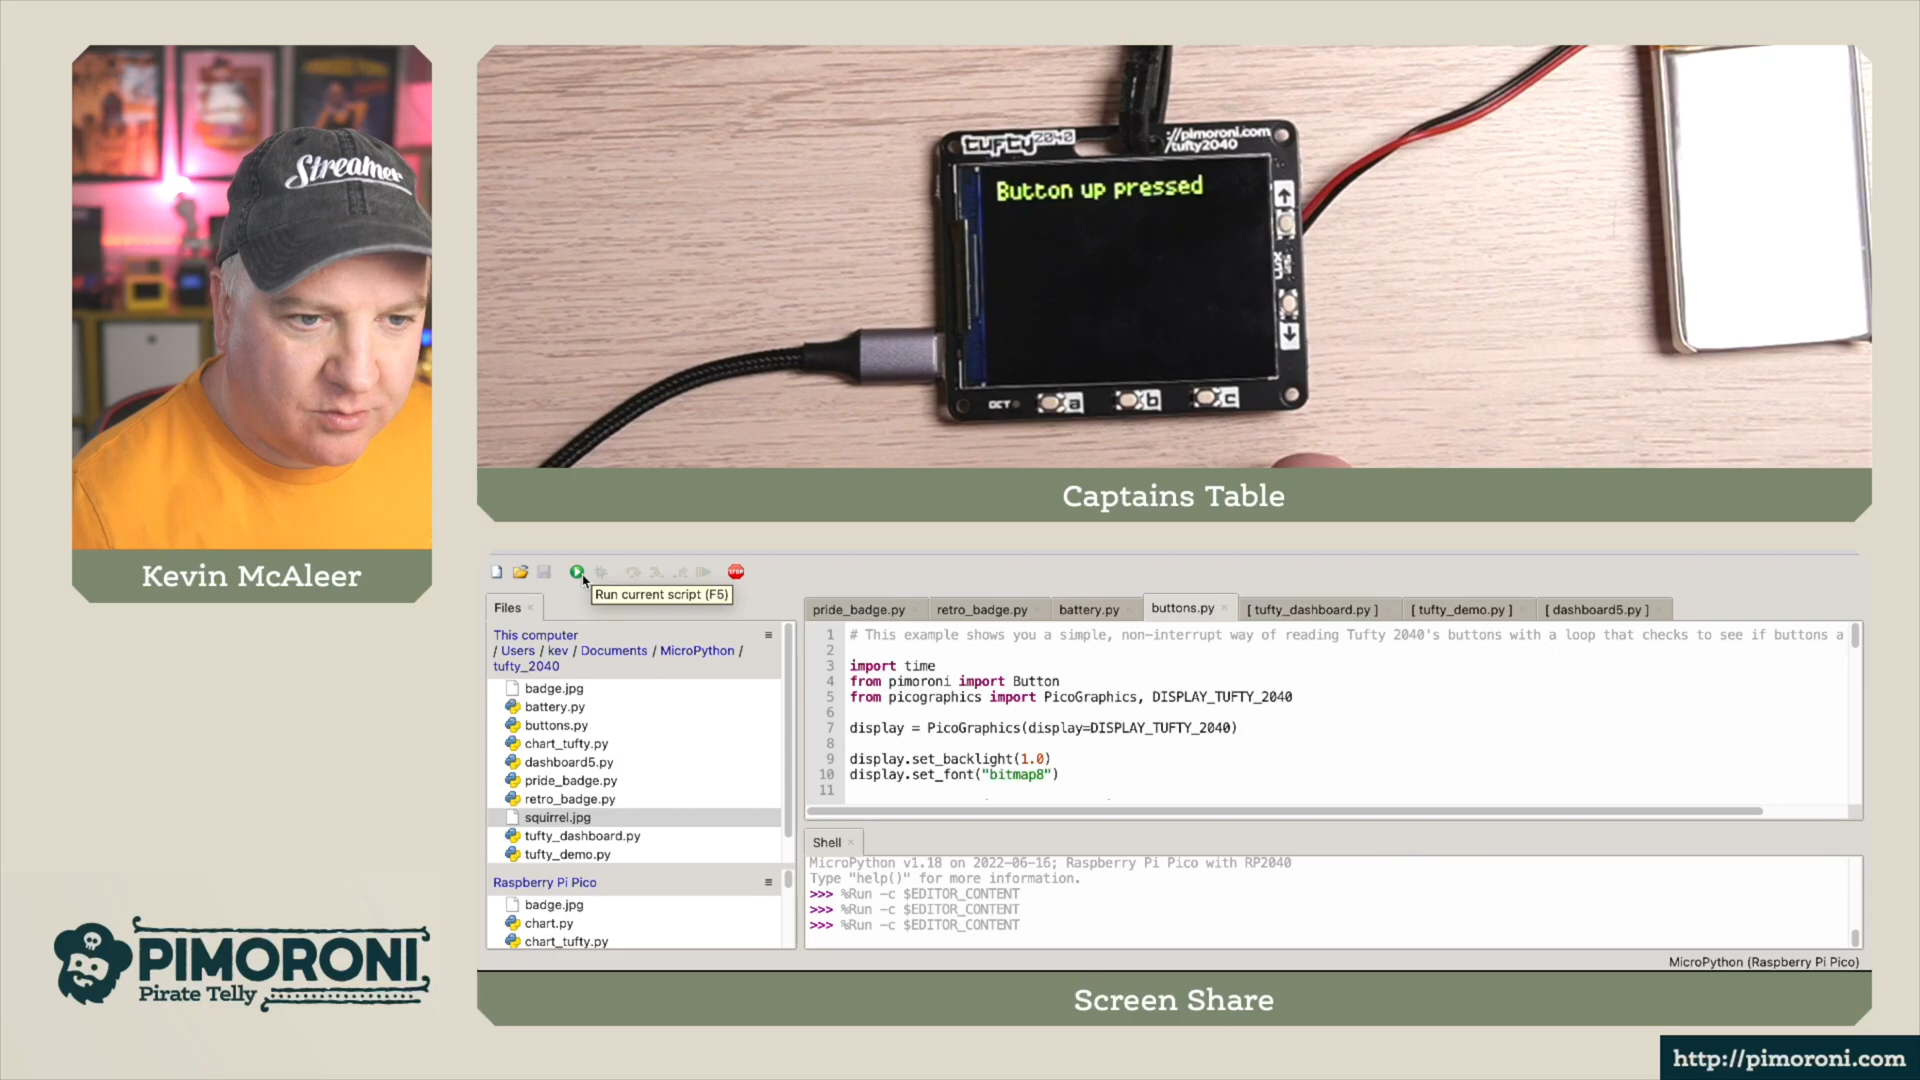 Streamer
Kevin McAleer
tufty2040
://pimoroni.com
/tufty2040
Button up pressed
LUX
ACT
a
b
c
Captains Table
Run current script (F5)
Files
This computer
/ Users / kev / Documents / MicroPython /
tufty_2040
badge.jpg
battery.py
buttons.py
chart_tufty.py
dashboard5.py
pride_badge.py
retro_badge.py
squirrel.jpg
tufty_dashboard.py
tufty_demo.py
Raspberry Pi Pico
badge.jpg
chart.py
chart_tufty.py
STOP
pride_badge.py
retro_badge.py
battery.py
buttons.py
[ tufty_dashboard.py ]
[ tufty_demo.py ]
[ dashboard5.py ]
1 # This example shows you a simple, non-interrupt way of reading Tufty 2040's buttons with a loop that checks to see if buttons a
2
3 import time
4 from pimoroni import Button
5 from picographics import PicoGraphics, DISPLAY_TUFTY_2040
6
7 display = PicoGraphics(display=DISPLAY_TUFTY_2040)
8
9 display.set_backlight(1.0)
10 display.set_font("bitmap8")
11
Shell
MicroPython v1.18 on 2022-06-16; Raspberry Pi Pico with RP2040
Type "help()" for more information.
>>> %Run -c $EDITOR_CONTENT
>>> %Run -c $EDITOR_CONTENT
>>> %Run -c $EDITOR_CONTENT
MicroPython (Raspberry Pi Pico)
Screen Share
PIMORONI
Pirate Telly
http://pimoroni.com